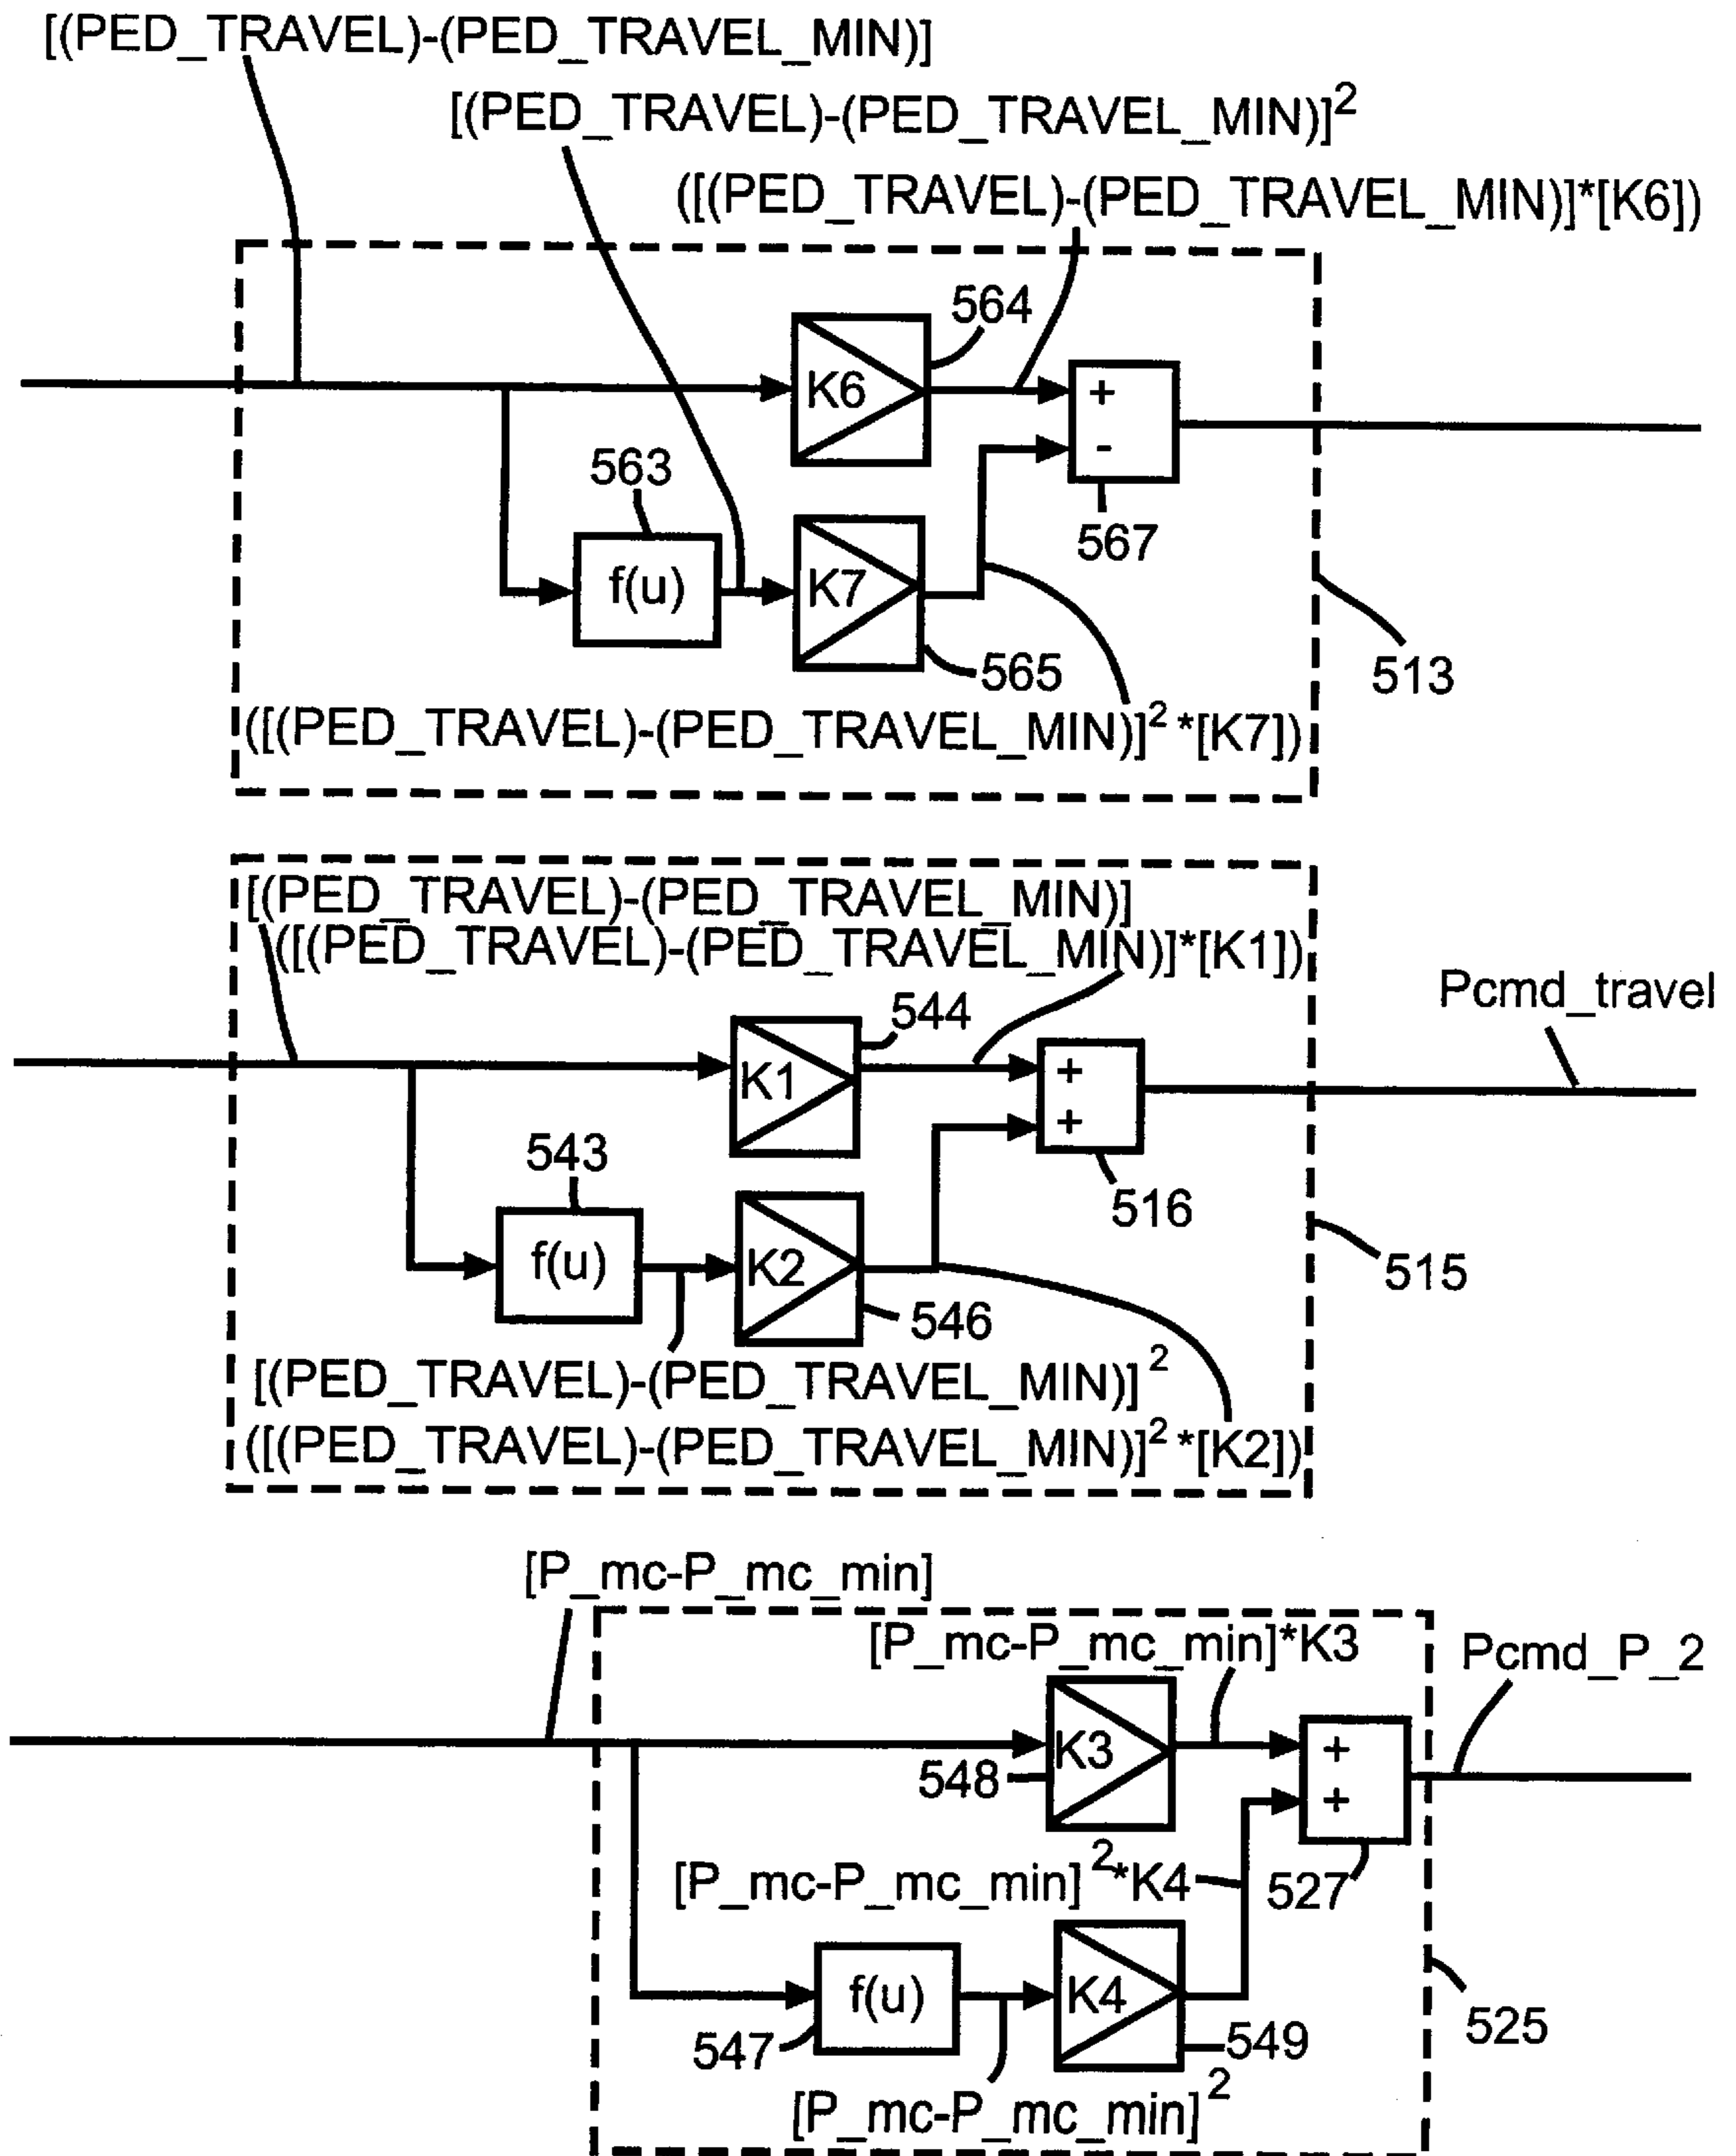 [(PED_TRAVEL)-(PED_TRAVEL_MIN)]
[(PED_TRAVEL)-(PED_TRAVEL_MIN)]²
([(PED_TRAVEL)-(PED_TRAVEL_MIN)]*[K6])
564
K6
+
-
563
567
f(u)
K7
565
513
([(PED_TRAVEL)-(PED_TRAVEL_MIN)]² *[K7])
[(PED_TRAVEL)-(PED_TRAVEL_MIN)]
([(PED_TRAVEL)-(PED_TRAVEL_MIN)]*[K1])
Pcmd_travel
544
K1
+
+
543
516
f(u)
K2
515
546
[(PED_TRAVEL)-(PED_TRAVEL_MIN)] ²
([(PED_TRAVEL)-(PED_TRAVEL_MIN)]² *[K2])
[P_mc-P_mc_min]
[P_mc-P_mc_min]*K3
Pcmd_P_2
K3
548
+
+
[P_mc-P_mc_min] ²*K4
527
f(u)
K4
525
547
549
[P_mc-P_mc_min] ²